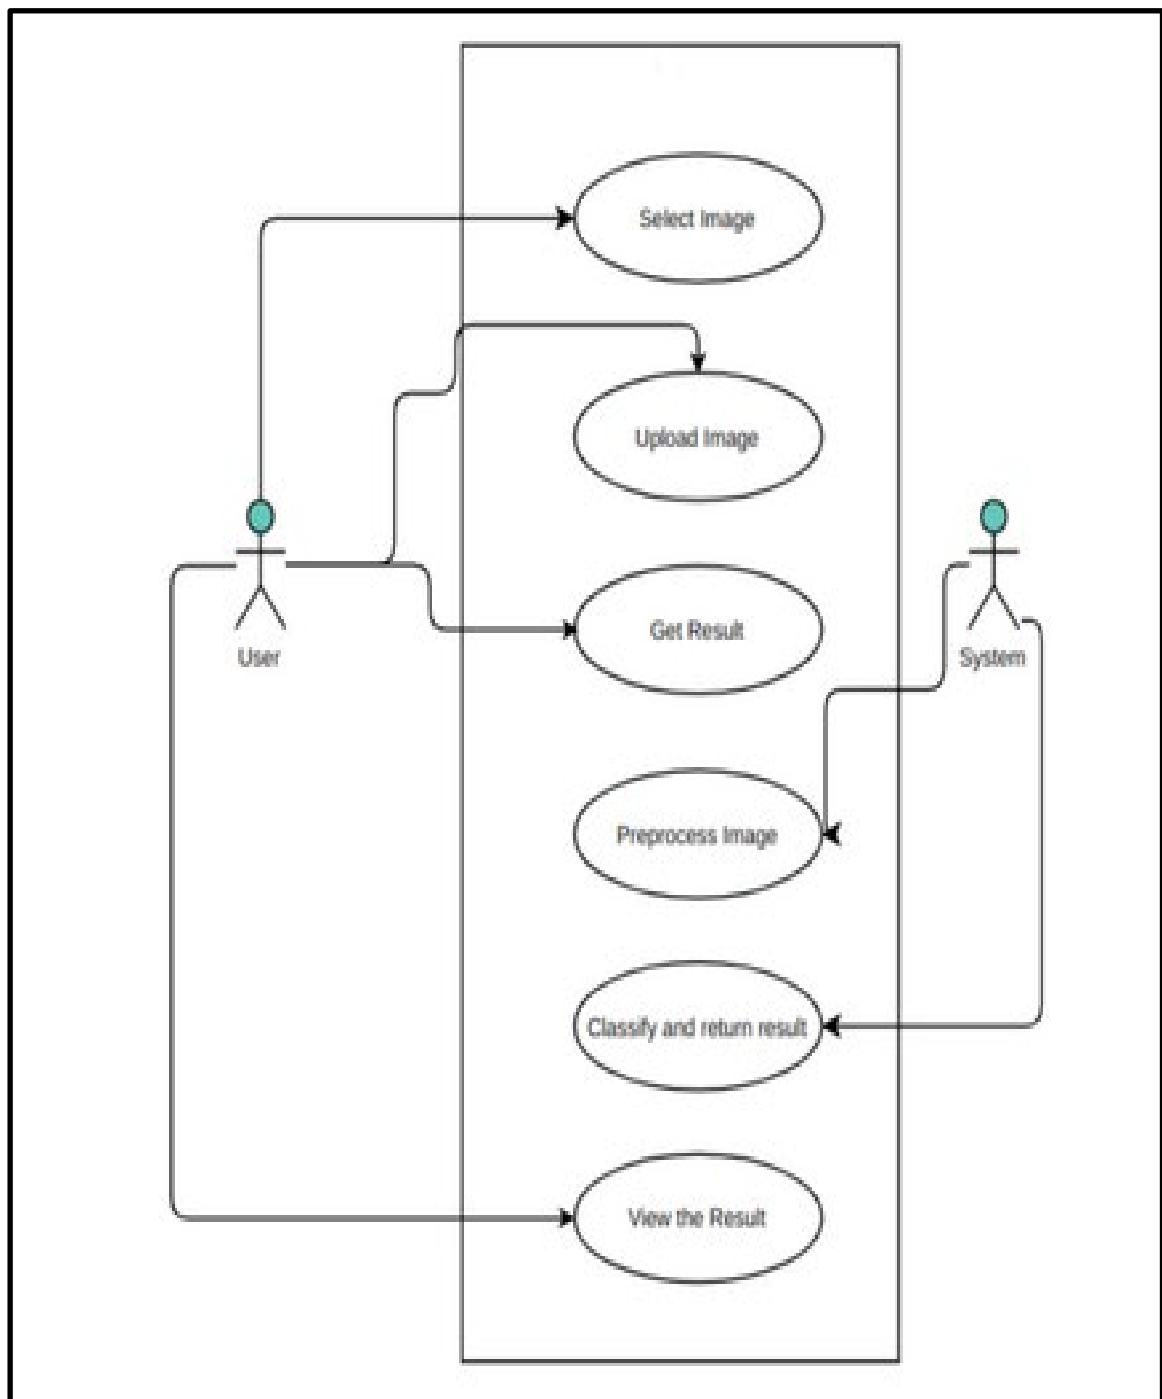 Select Image
Upload Image
Get Result
User
System
Preprocess Image
Classify and return result
View the Result